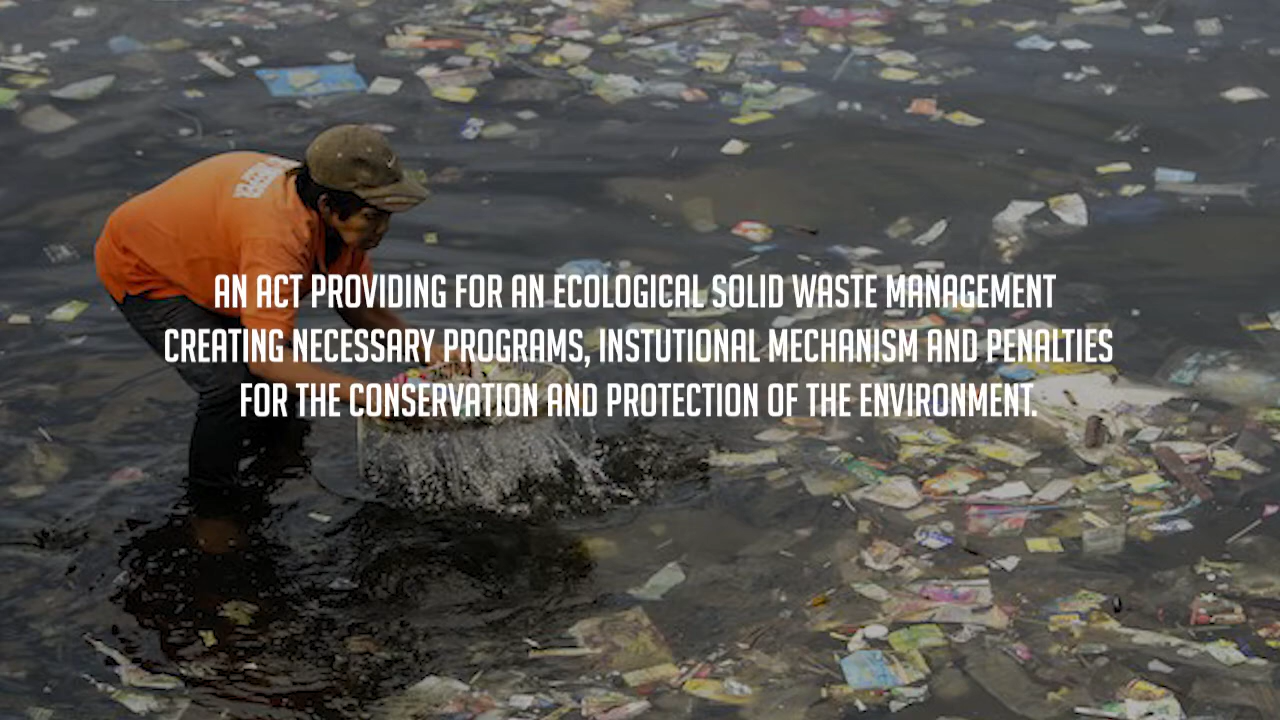 AN ACT PROVIDING FOR AN ECOLOGICAL SOLID WASTE MANAGEMENT
CREATING NECESSARY PROGRAMS, INSTUTIONAL MECHANISM AND PENALTIES
FOR THE CONSERVATION AND PROTECTION OF THE ENVIRONMENT.